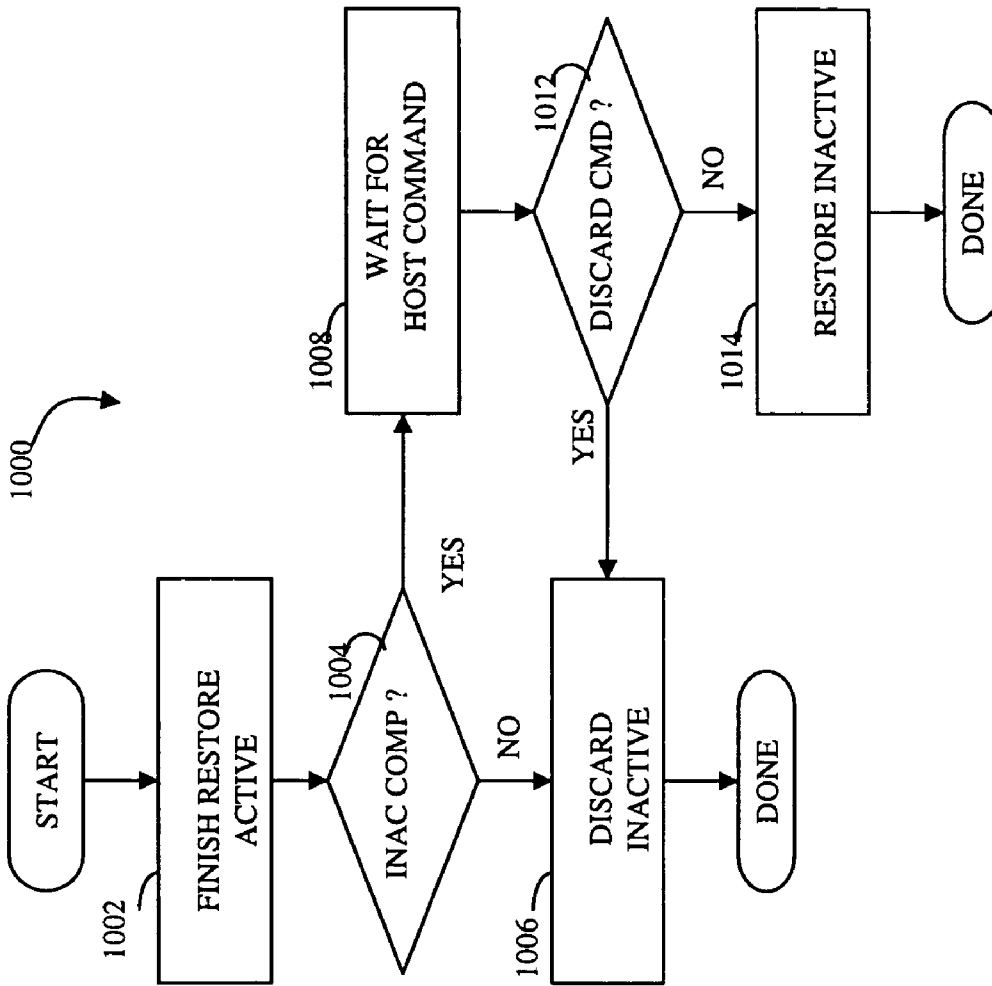 1000
START
1002
FINISH RESTORE
ACTIVE
1004
INAC COMP ?
YES
NO
1006
DISCARD
INACTIVE
DONE
1008
WAIT FOR
HOST COMMAND
1012
DISCARD CMD ?
YES
NO
1014
RESTORE INACTIVE
DONE